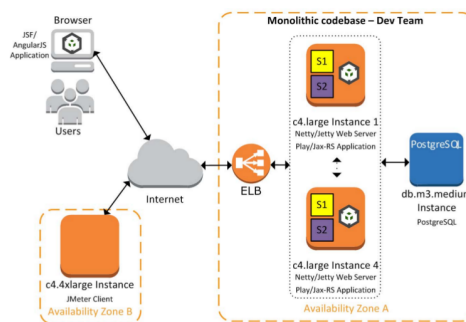 Browser
JSF/
AngularJS
Application
Users
Internet
c4.4xlarge Instance
JMeter Client
Availability Zone B
Monolithic codebase – Dev Team
S1
S2
c4.large Instance 1
Netty/Jetty Web Server
Play/Jax-RS Application
ELB
S1
S2
c4.large Instance 4
Netty/Jetty Web Server
Play/Jax-RS Application
PostgreSQL
db.m3.medium
Instance
PostgreSQL
Availability Zone A